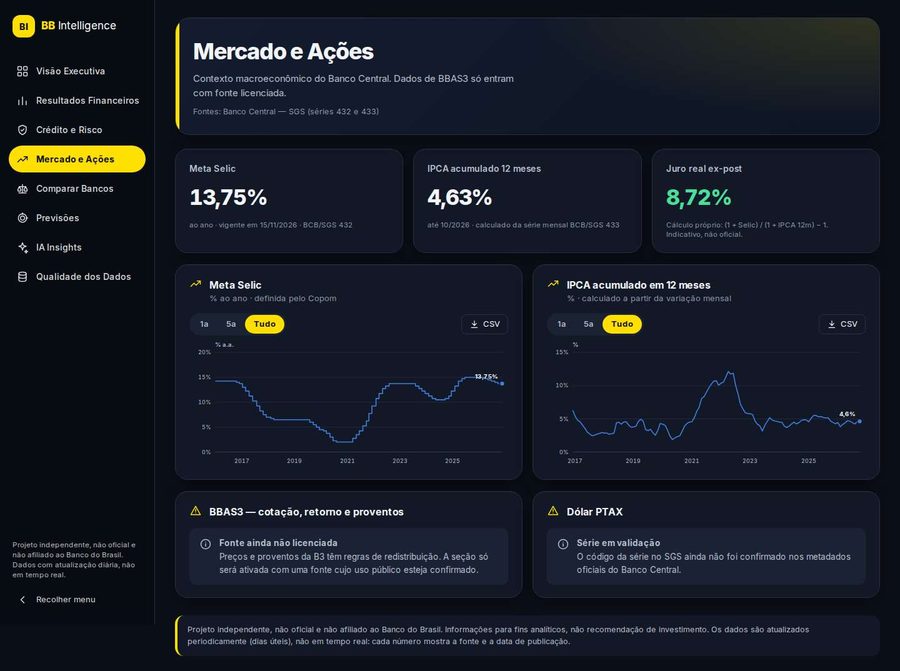 BI BB Intelligence
Visão Executiva
Resultados Financeiros
Crédito e Risco
Mercado e Ações
Comparar Bancos
Previsões
IA Insights
Qualidade dos Dados
Projeto independente, não oficial e
não afiliado ao Banco do Brasil.
Dados com atualização diária, não
em tempo real.
Recolher menu
Mercado e Ações
Contexto macroeconômico do Banco Central. Dados de BBAS3 só entram
com fonte licenciada.
Fontes: Banco Central — SGS (séries 432 e 433)
Meta Selic
13,75%
ao ano · vigente em 15/11/2026 · BCB/SGS 432
IPCA acumulado 12 meses
4,63%
até 10/2026 · calculado da série mensal BCB/SGS 433
Juro real ex-post
8,72%
Cálculo próprio: (1 + Selic) / (1 + IPCA 12m) − 1.
Indicativo, não oficial.
Meta Selic
% ao ano · definida pelo Copom
1a 5a Tudo CSV
% a.a.
20%
15%
10%
5%
0%
13,75%
2017 2019 2021 2023 2025
IPCA acumulado em 12 meses
% · calculado a partir da variação mensal
1a 5a Tudo CSV
%
15%
10%
5%
0%
4,6%
2017 2019 2021 2023 2025
BBAS3 — cotação, retorno e proventos
Fonte ainda não licenciada
Preços e proventos da B3 têm regras de redistribuição. A seção só
será ativada com uma fonte cujo uso público esteja confirmado.
Dólar PTAX
Série em validação
O código da série no SGS ainda não foi confirmado nos metadados
oficiais do Banco Central.
Projeto independente, não oficial e não afiliado ao Banco do Brasil. Informações para fins analíticos, não recomendação de investimento. Os dados são atualizados
periodicamente (dias úteis), não em tempo real: cada número mostra a fonte e a data de publicação.